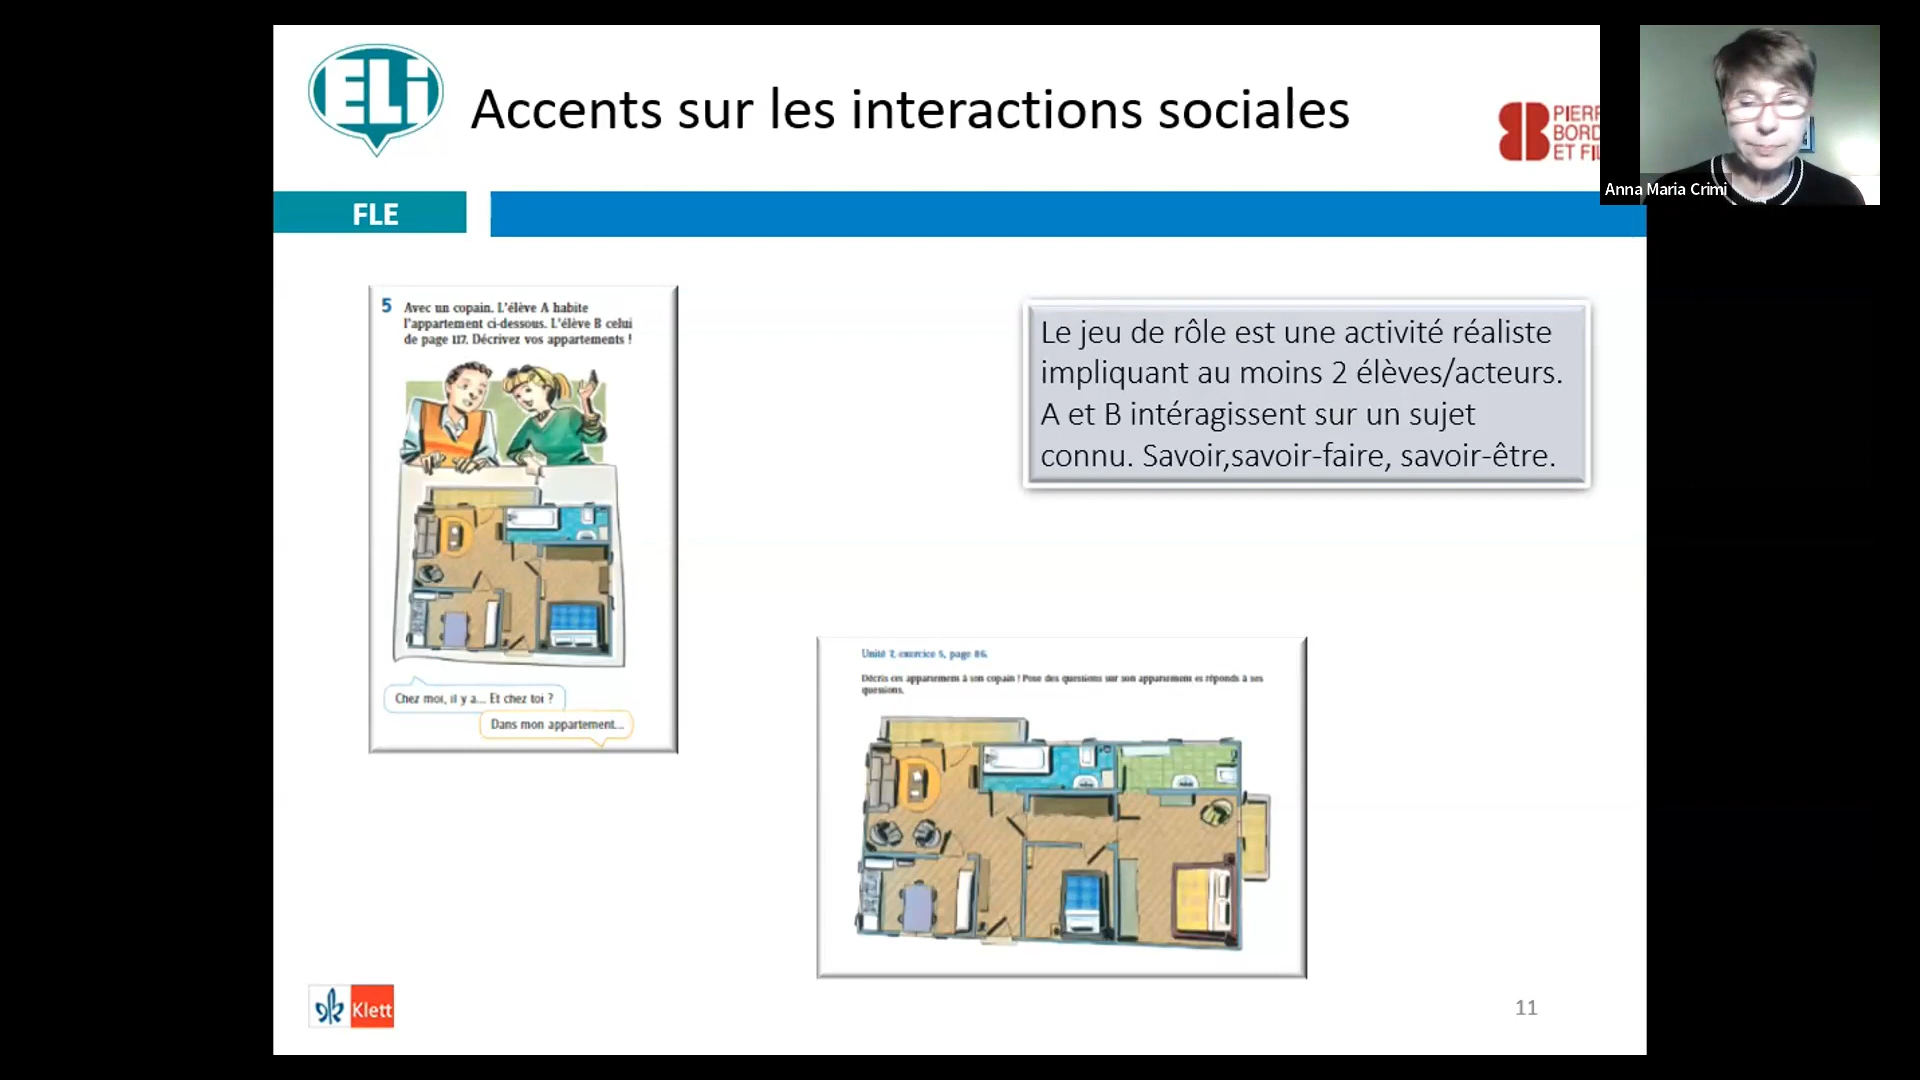 ELi
Accents sur les interactions sociales
PIERR
BORD
ET FIL
Anna Maria Crimi
FLE
5 Avec un copain. L'élève A habite
l'appartement ci-dessous. L'élève B celui
de page 117. Décrivez vos appartements !
Chez moi, il y a... Et chez toi ?
Dans mon appartement...
Le jeu de rôle est une activité réaliste
impliquant au moins 2 élèves/acteurs.
A et B intéragissent sur un sujet
connu. Savoir,savoir-faire, savoir-être.
Unité 7, exercice 5, page 86.
Décris cet appartement à ton copain ! Pose des questions sur son appartement et réponds à ses
questions.
Klett
11